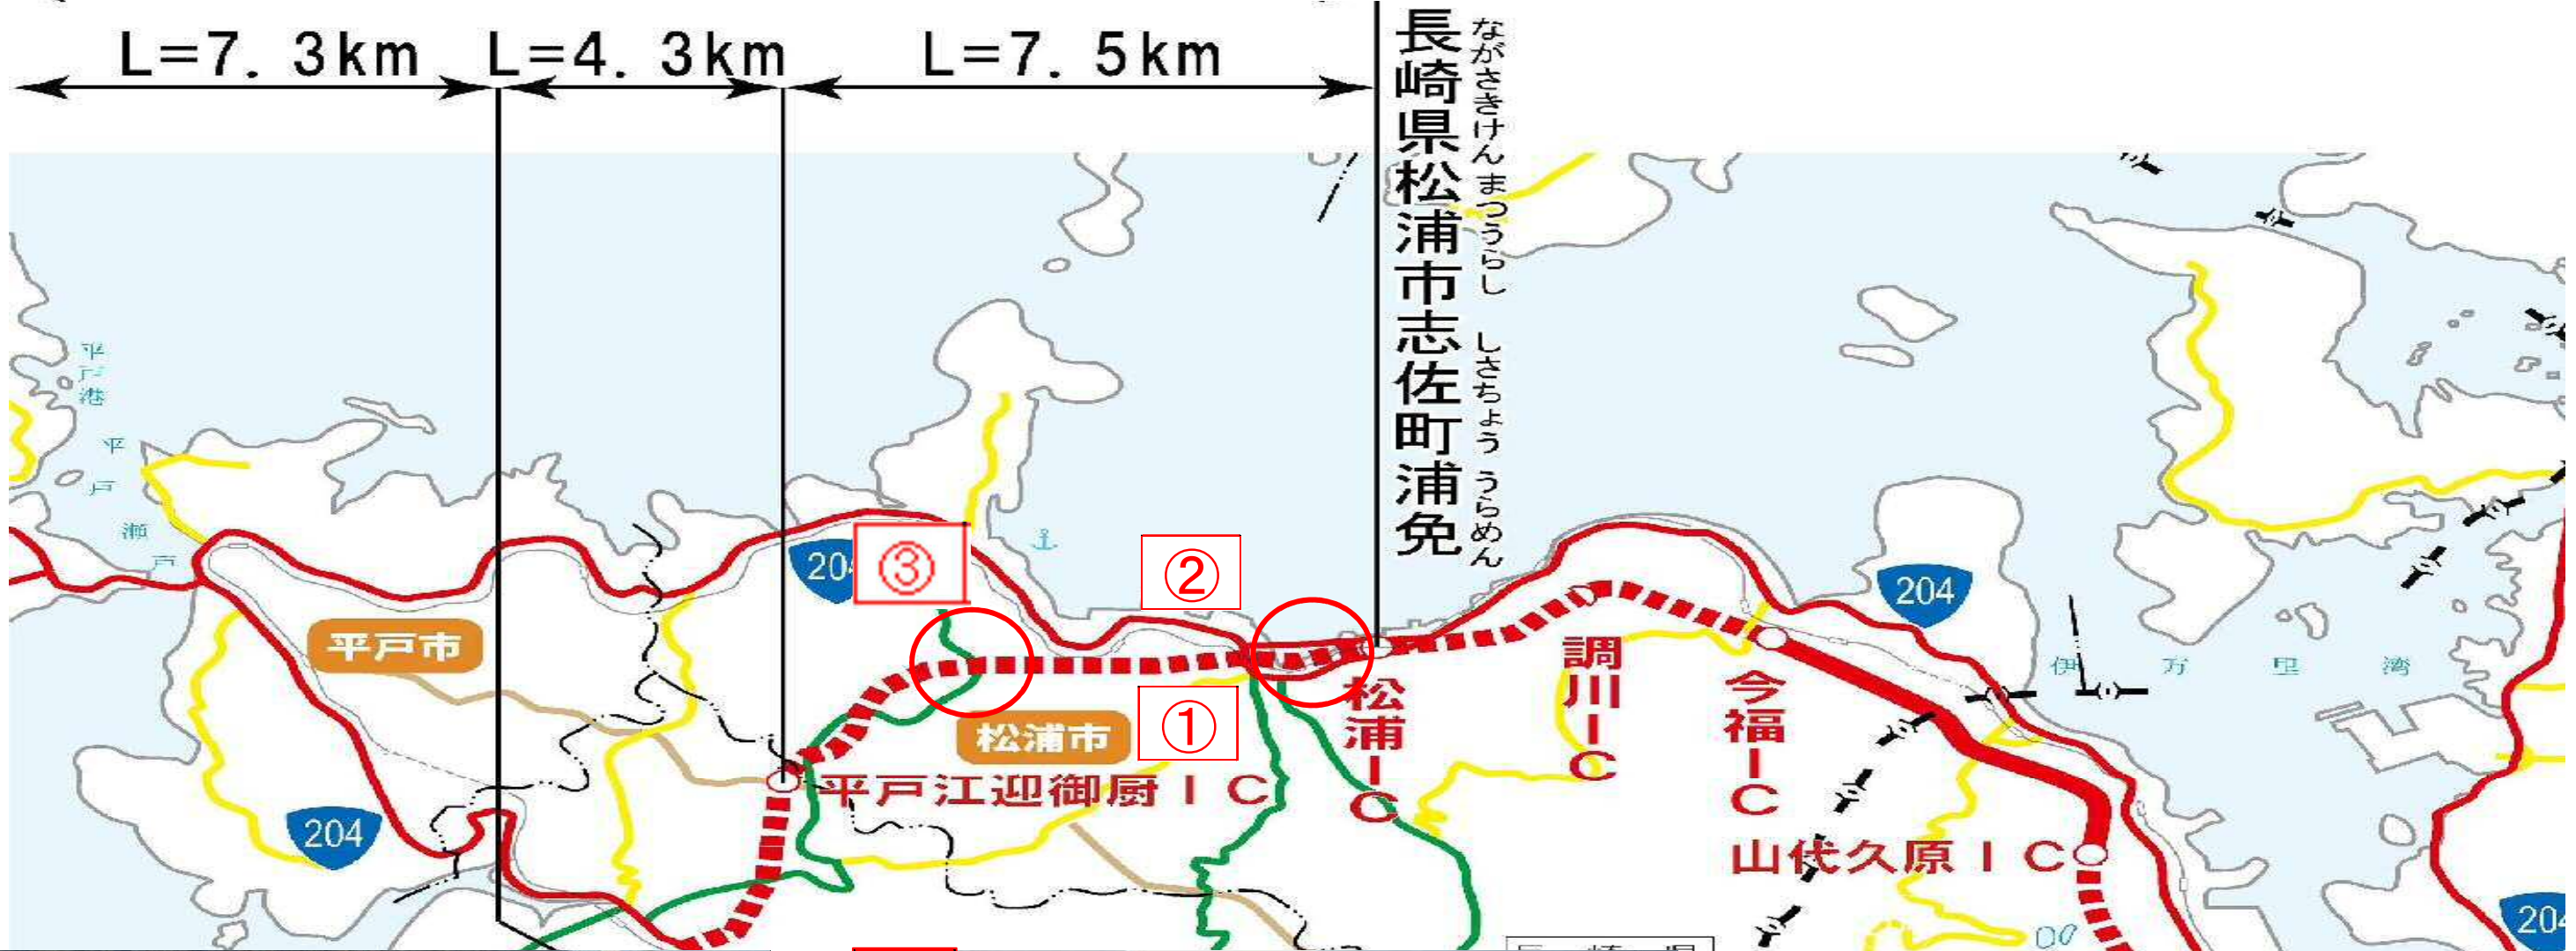 L=7. 3km
L=4. 3km
L=7. 5km
長崎県松浦市志佐町浦免
ながさきけんまつうらし しさちょう うらめん
平戸港
平戸瀬戸
204
③
②
204
平戸市
伊万里湾
調川IC
今福IC
松浦IC
①
松浦市
平戸江迎御厨IC
204
山代久原IC